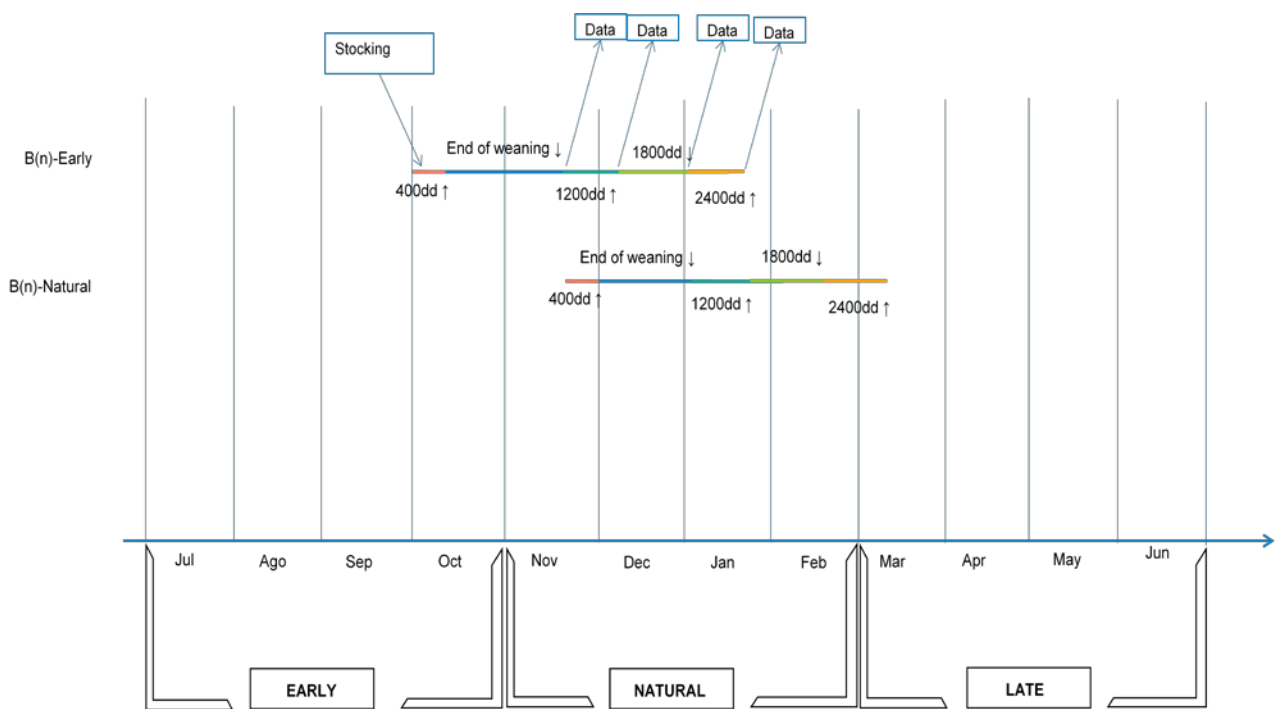 Data Data Data Data
Stocking
B(n)-Early
End of weaning ↓ 1800dd ↓
400dd ↑ 1200dd ↑ 2400dd ↑
End of weaning ↓ 1800dd ↓
B(n)-Natural
400dd ↑ 1200dd ↑ 2400dd ↑
Jul Ago Sep Oct Nov Dec Jan Feb Mar Apr May Jun
EARLY NATURAL LATE